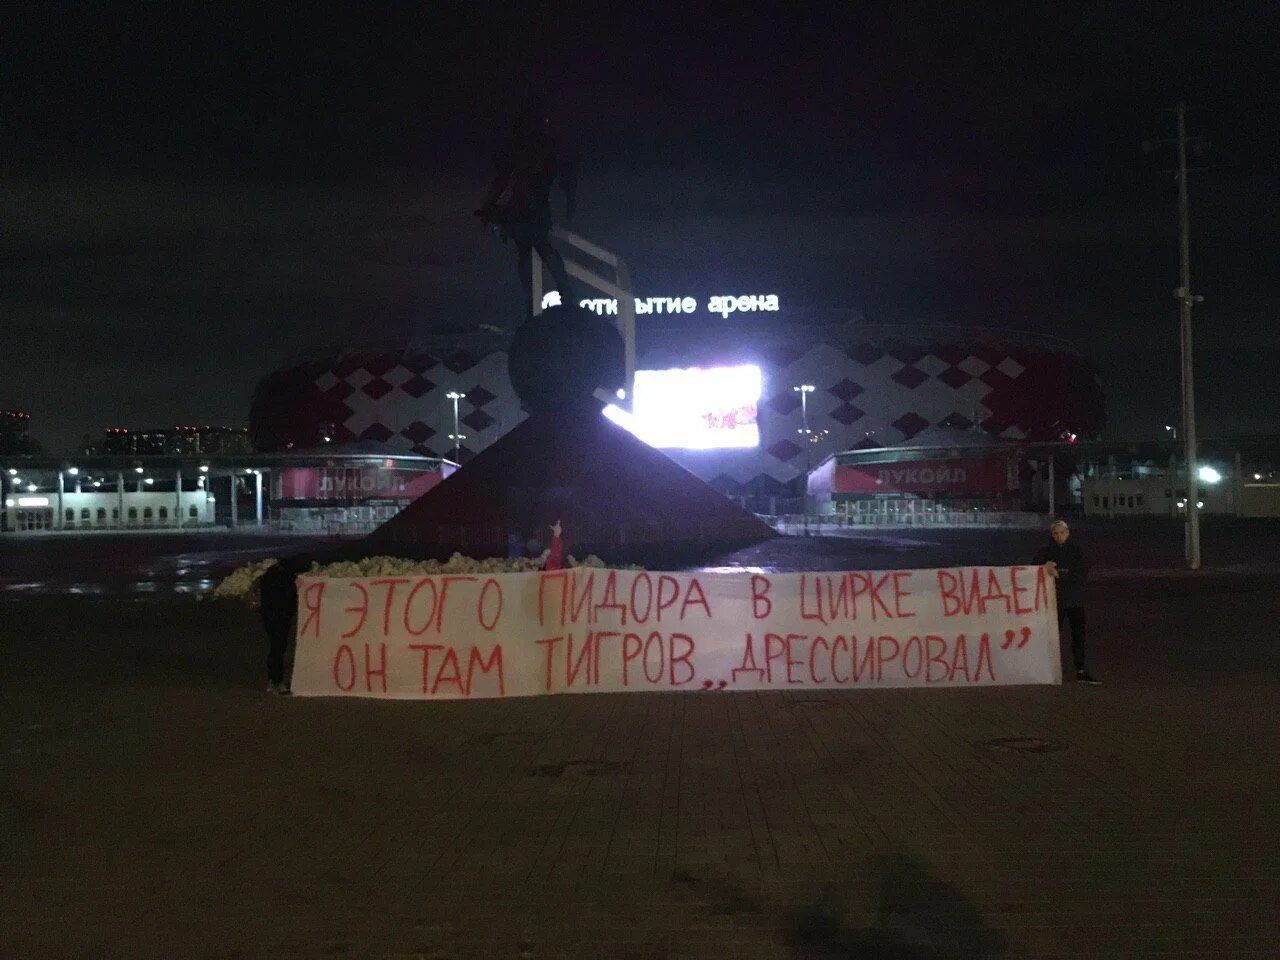 открытие арена
ЛУКОЙЛ
ЛУКОЙЛ
Я ЭТОГО ПИДОРА В ЦИРКЕ ВИДЕЛ
ОН ТАМ ТИГРОВ „ДРЕССИРОВАЛ”